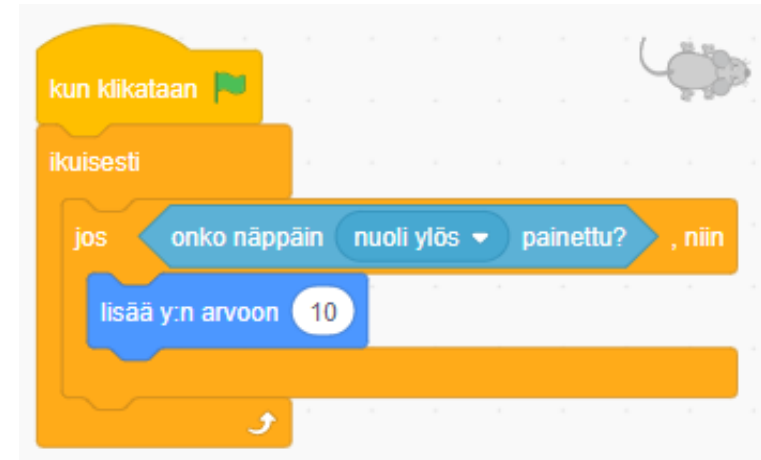 kun klikataan
ikuisesti
jos onko näppäin nuoli ylös painettu? , niin
lisää y:n arvoon 10